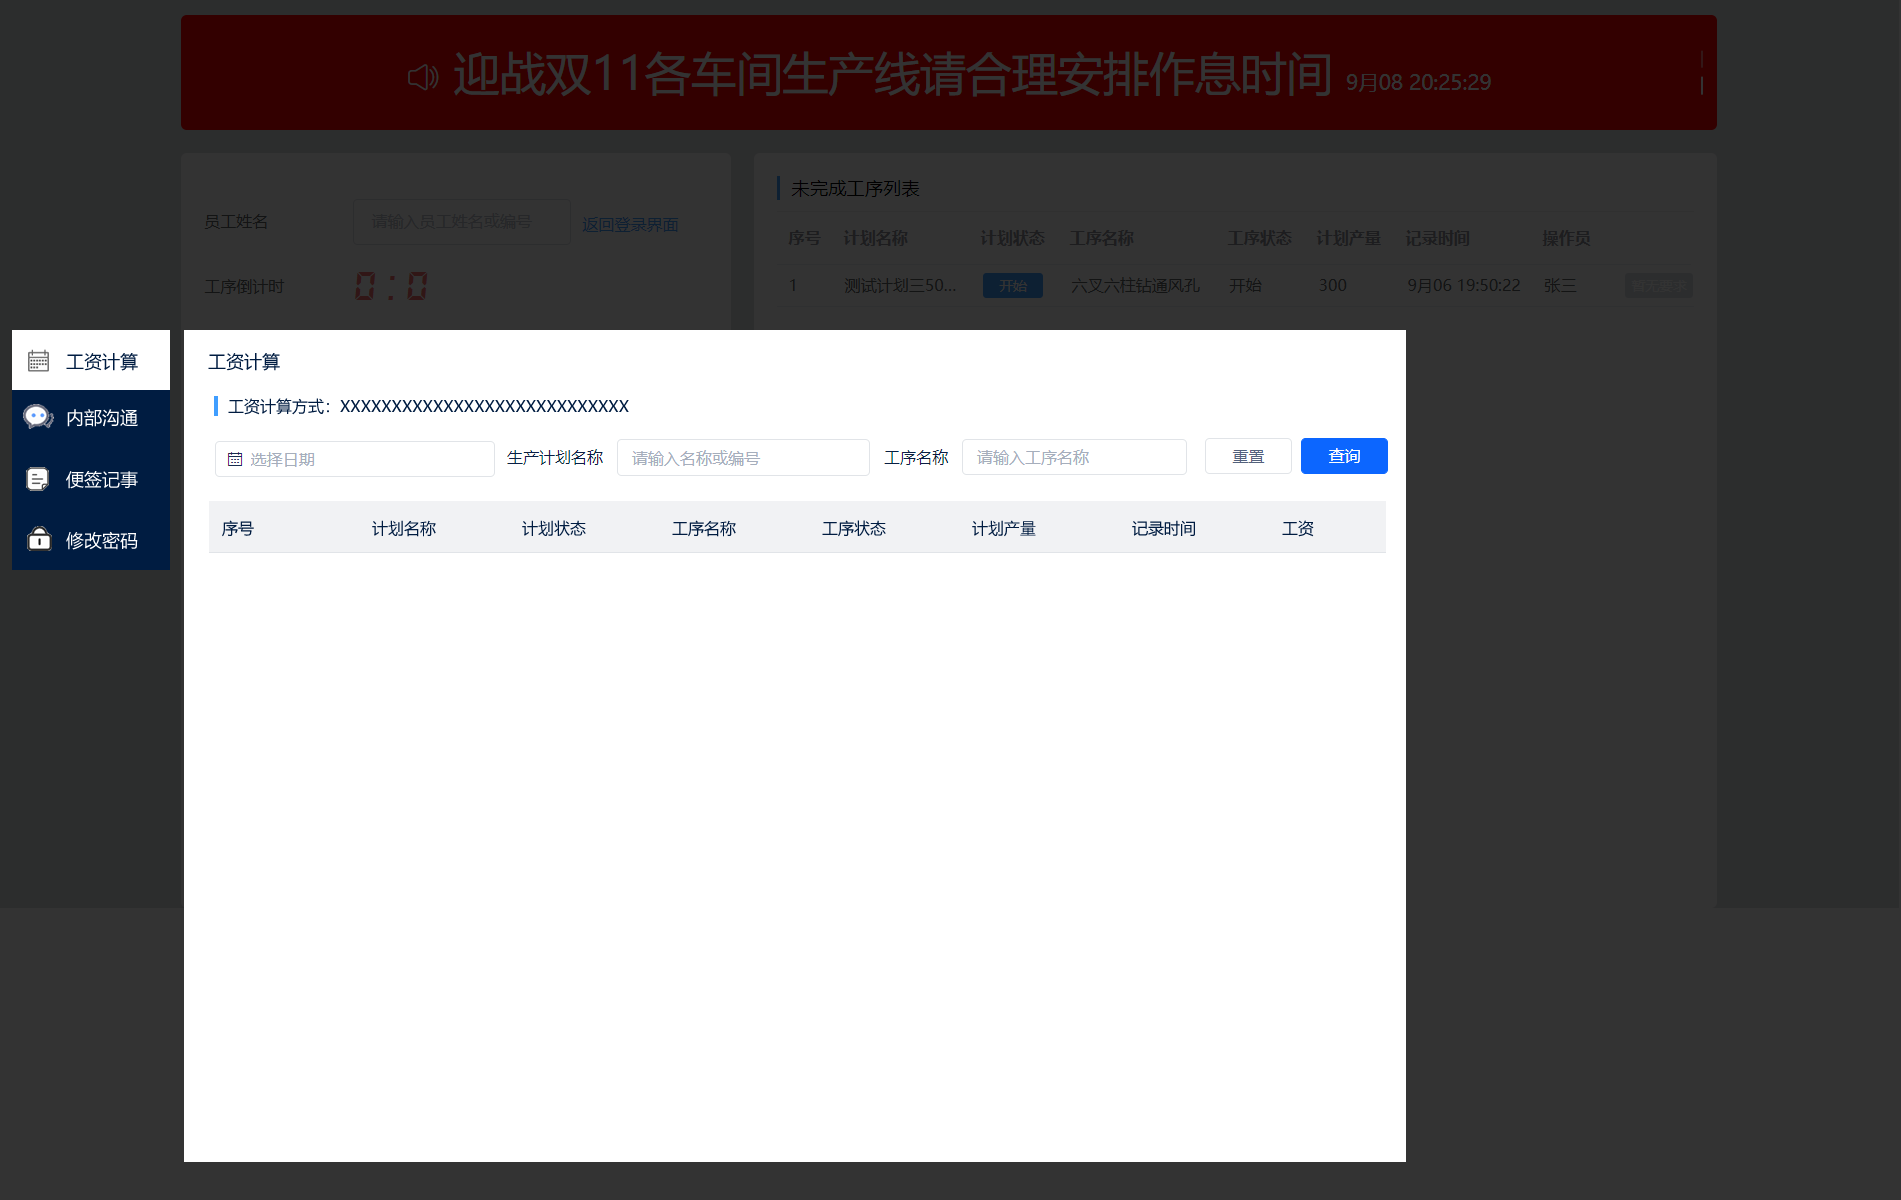 迎战双11各车间生产线请合理安排作息时间 9月08 20:25:29
员工姓名 请输入员工姓名或编号 返回登录界面
工序倒计时 0:0
未完成工序列表
序号 计划名称 计划状态 工序名称 工序状态 计划产量 记录时间 操作员
1 测试计划三50... 开始 六叉六柱钻通风孔 开始 300 9月06 19:50:22 张三
工资计算
内部沟通
便签记事
修改密码
工资计算
工资计算方式：XXXXXXXXXXXXXXXXXXXXXXXXXXXX
选择日期 生产计划名称 请输入名称或编号 工序名称 请输入工序名称 重置 查询
序号 计划名称 计划状态 工序名称 工序状态 计划产量 记录时间 工资